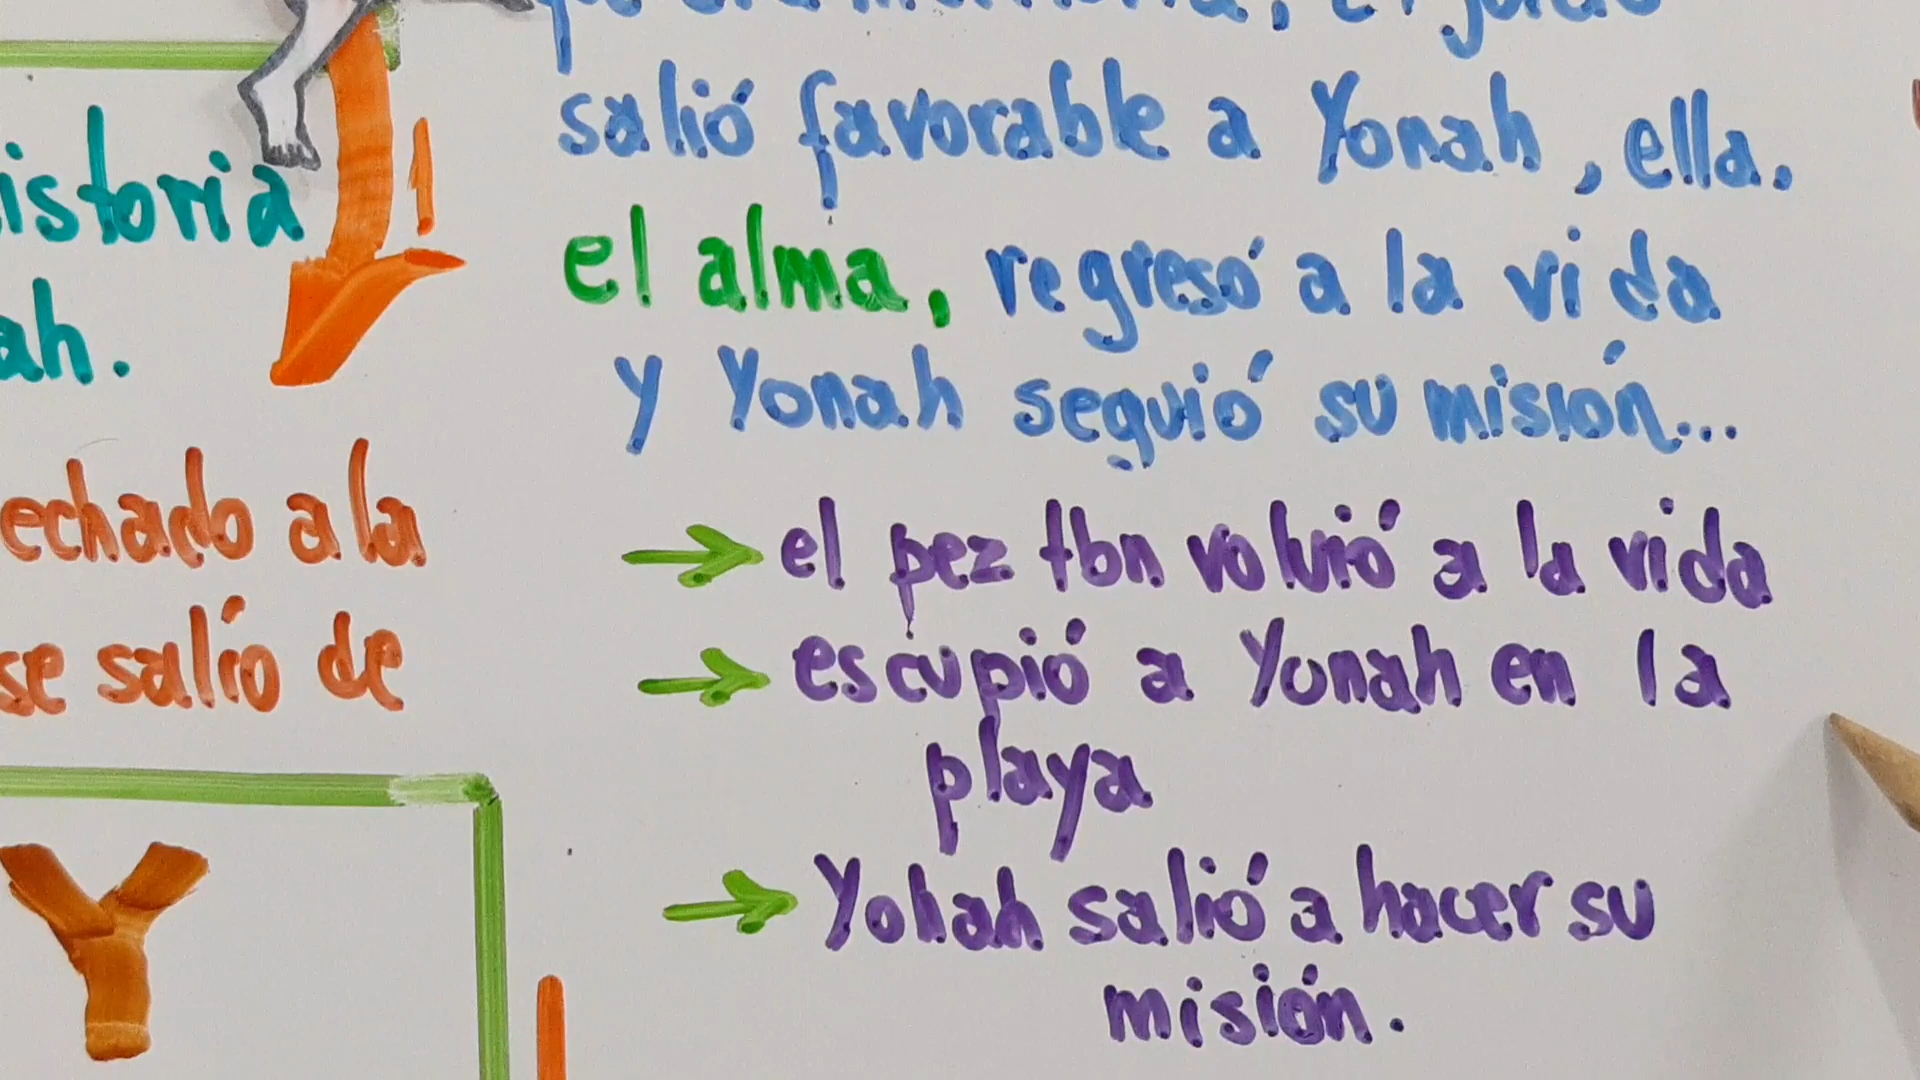 salió favorable a Yonah, ella.
el alma, regresó a la vida
y Yonah seguió su misión...
→ el pez tbn volvió a la vida
→ escupió a Yonah en la
playa
→ Yonah salió a hacer su
misión.
istoria
ah.
echado a la
se salío de
Y